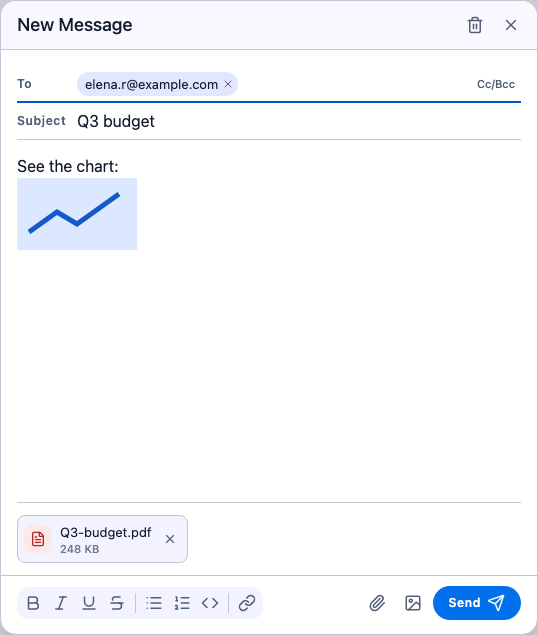 New Message
To elena.r@example.com Cc/Bcc
Subject Q3 budget
See the chart:
Q3-budget.pdf
248 KB
Send